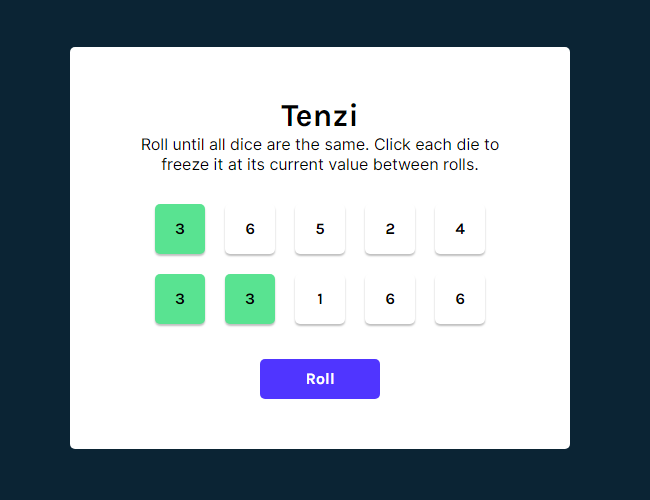 Tenzi
Roll until all dice are the same. Click each die to
freeze it at its current value between rolls.
3 6 5 2 4
3 3 1 6 6
Roll